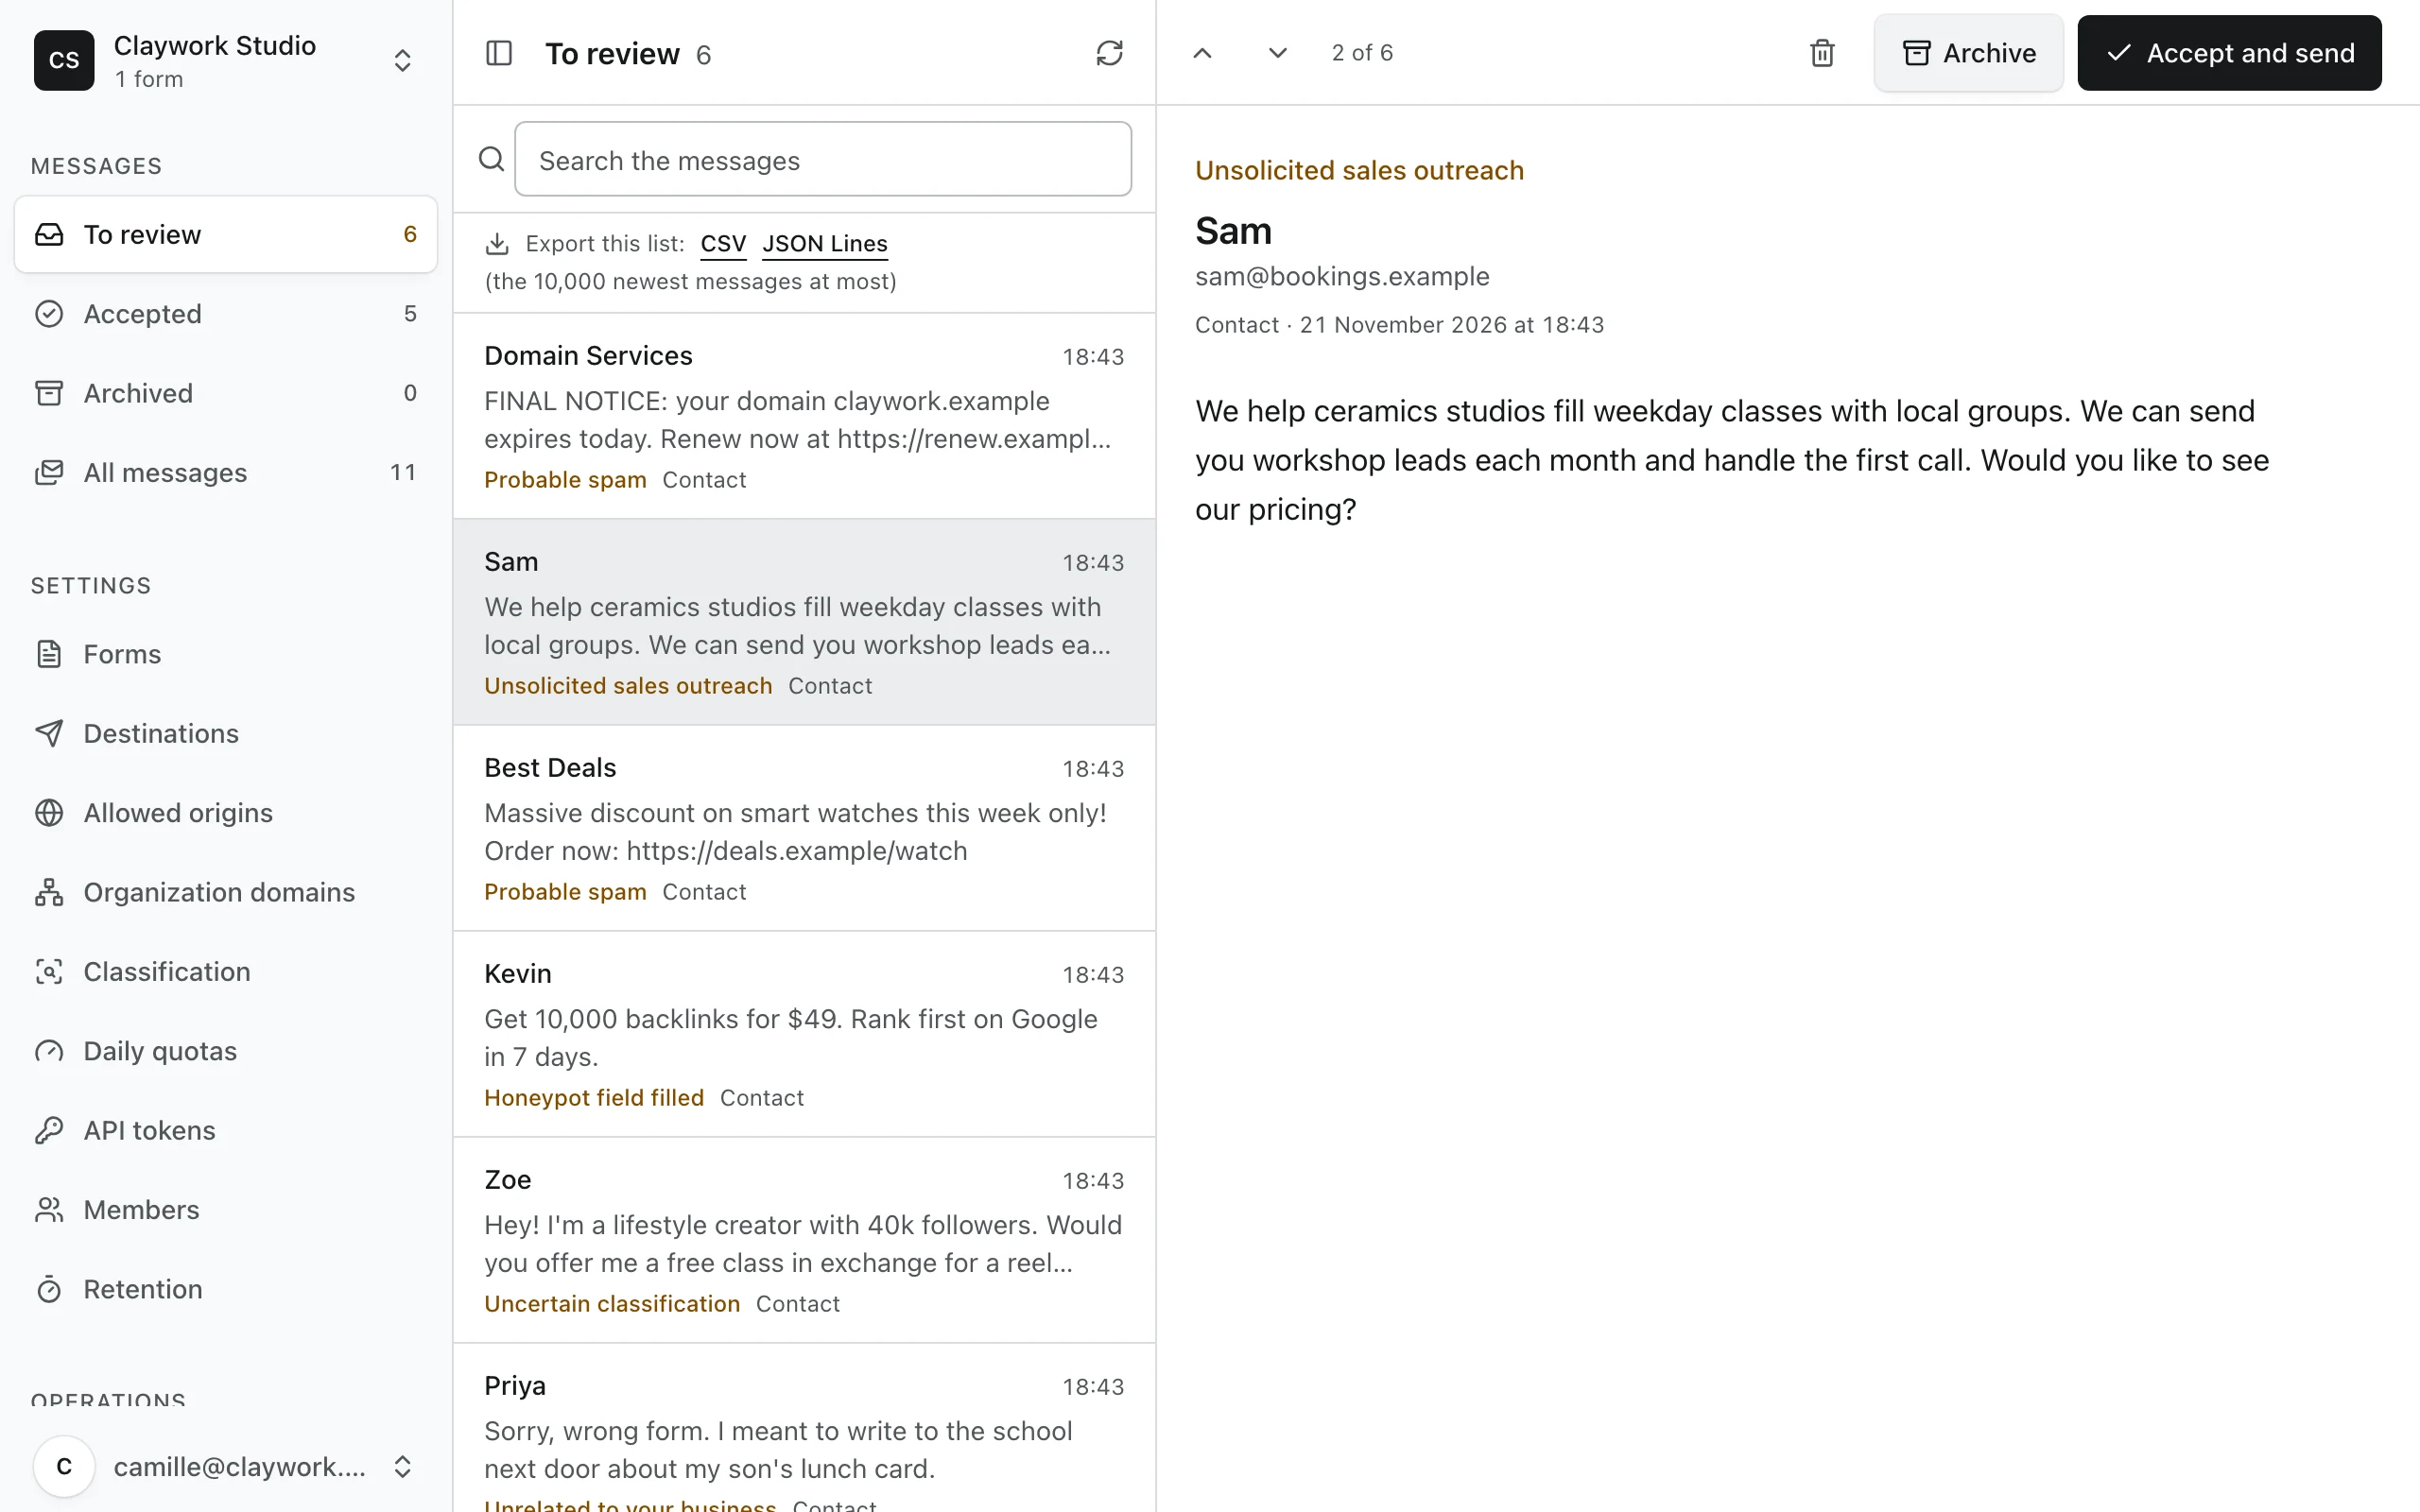 CS
Claywork Studio
1 form
MESSAGES
To review 6
Accepted 5
Archived 0
All messages 11
SETTINGS
Forms
Destinations
Allowed origins
Organization domains
Classification
Daily quotas
API tokens
Members
Retention
OPERATIONS
C camille@claywork....
To review 6
Search the messages
Export this list: CSV JSON Lines
(the 10,000 newest messages at most)
Domain Services 18:43
FINAL NOTICE: your domain claywork.example
expires today. Renew now at https://renew.exampl...
Probable spam Contact
Sam 18:43
We help ceramics studios fill weekday classes with
local groups. We can send you workshop leads ea...
Unsolicited sales outreach Contact
Best Deals 18:43
Massive discount on smart watches this week only!
Order now: https://deals.example/watch
Probable spam Contact
Kevin 18:43
Get 10,000 backlinks for $49. Rank first on Google
in 7 days.
Honeypot field filled Contact
Zoe 18:43
Hey! I'm a lifestyle creator with 40k followers. Would
you offer me a free class in exchange for a reel...
Uncertain classification Contact
Priya 18:43
Sorry, wrong form. I meant to write to the school
next door about my son's lunch card.
Unrelated to your business Contact
2 of 6
Archive
Accept and send
Unsolicited sales outreach
Sam
sam@bookings.example
Contact · 21 November 2026 at 18:43
We help ceramics studios fill weekday classes with local groups. We can send
you workshop leads each month and handle the first call. Would you like to see
our pricing?